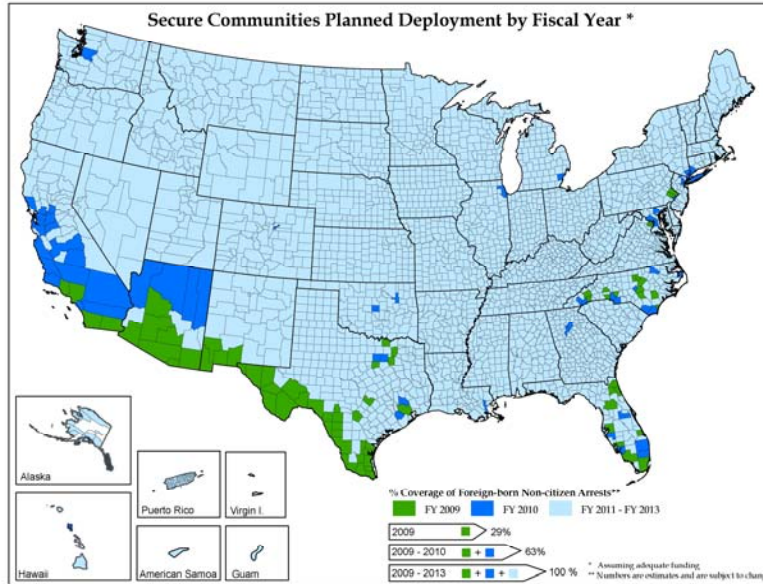 Secure Communities Planned Deployment by Fiscal Year *
Alaska
Hawaii
Puerto Rico
Virgin I.
American Samoa
Guam
% Coverage of Foreign-born Non-citizen Arrests**
FY 2009 FY 2010 FY 2011 - FY 2013
2009 29%
2009 - 2010 + 63%
2009 - 2013 + + 100 %
* Assuming adequate funding
** Numbers are estimates and are subject to chang